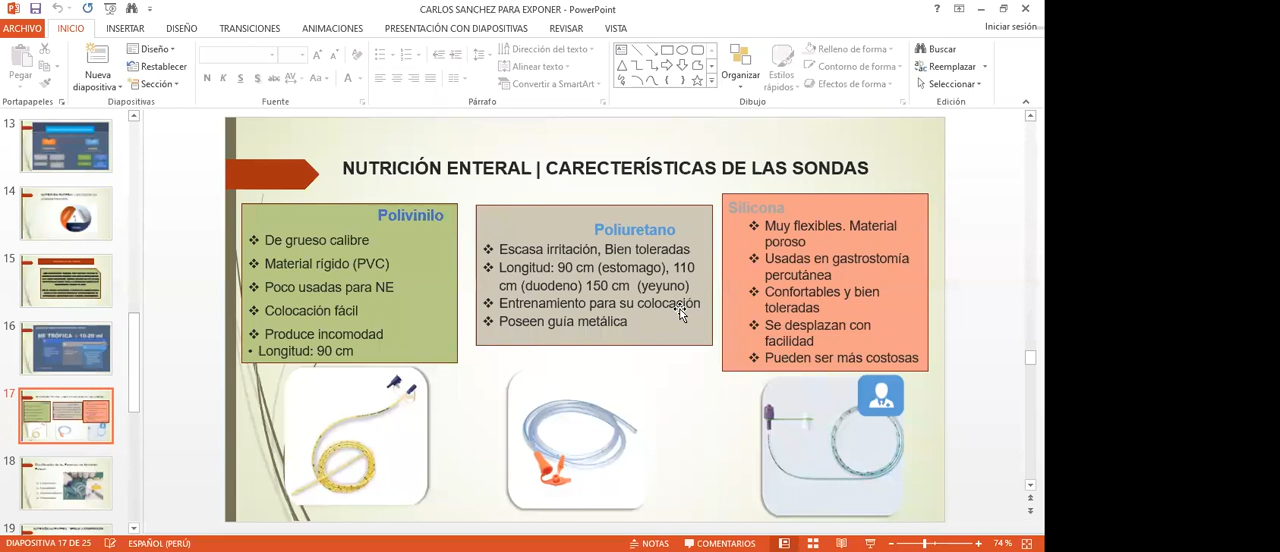 CARLOS SANCHEZ PARA EXPONER - PowerPoint
ARCHIVO
INICIO
INSERTAR
DISEÑO
TRANSICIONES
ANIMACIONES
PRESENTACIÓN CON DIAPOSITIVAS
REVISAR
VISTA
Iniciar sesión
Pegar
Nueva
diapositiva
Diseño
Restablecer
Sección
N K S S abc AV Aa
Dirección del texto
Alinear texto
Convertir a SmartArt
Organizar
Estilos
rápidos
Relleno de forma
Contorno de forma
Efectos de forma
Buscar
Reemplazar
Seleccionar
Portapapeles
Diapositivas
Fuente
Párrafo
Dibujo
Edición
13
14
15
16
17
18
19
NUTRICIÓN ENTERAL | CARECTERÍSTICAS DE LAS SONDAS
Polivinilo
De grueso calibre
Material rígido (PVC)
Poco usadas para NE
Colocación fácil
Produce incomodad
• Longitud: 90 cm
Poliuretano
Escasa irritación, Bien toleradas
Longitud: 90 cm (estomago), 110
cm (duodeno) 150 cm (yeyuno)
Entrenamiento para su colocación
Poseen guía metálica
Silicona
Muy flexibles. Material
poroso
Usadas en gastrostomía
percutánea
Confortables y bien
toleradas
Se desplazan con
facilidad
Pueden ser más costosas
DIAPOSITIVA 17 DE 25
ESPAÑOL (PERÚ)
NOTAS
COMENTARIOS
74 %